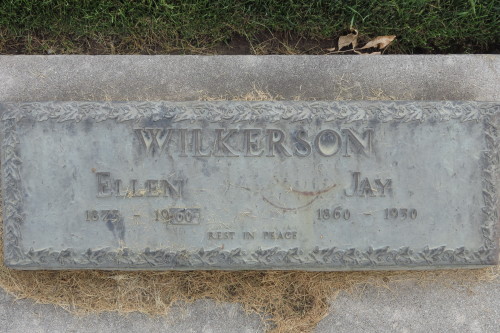 WILKERSON
ELLEN JAY
1860 - 1930
REST IN PEACE